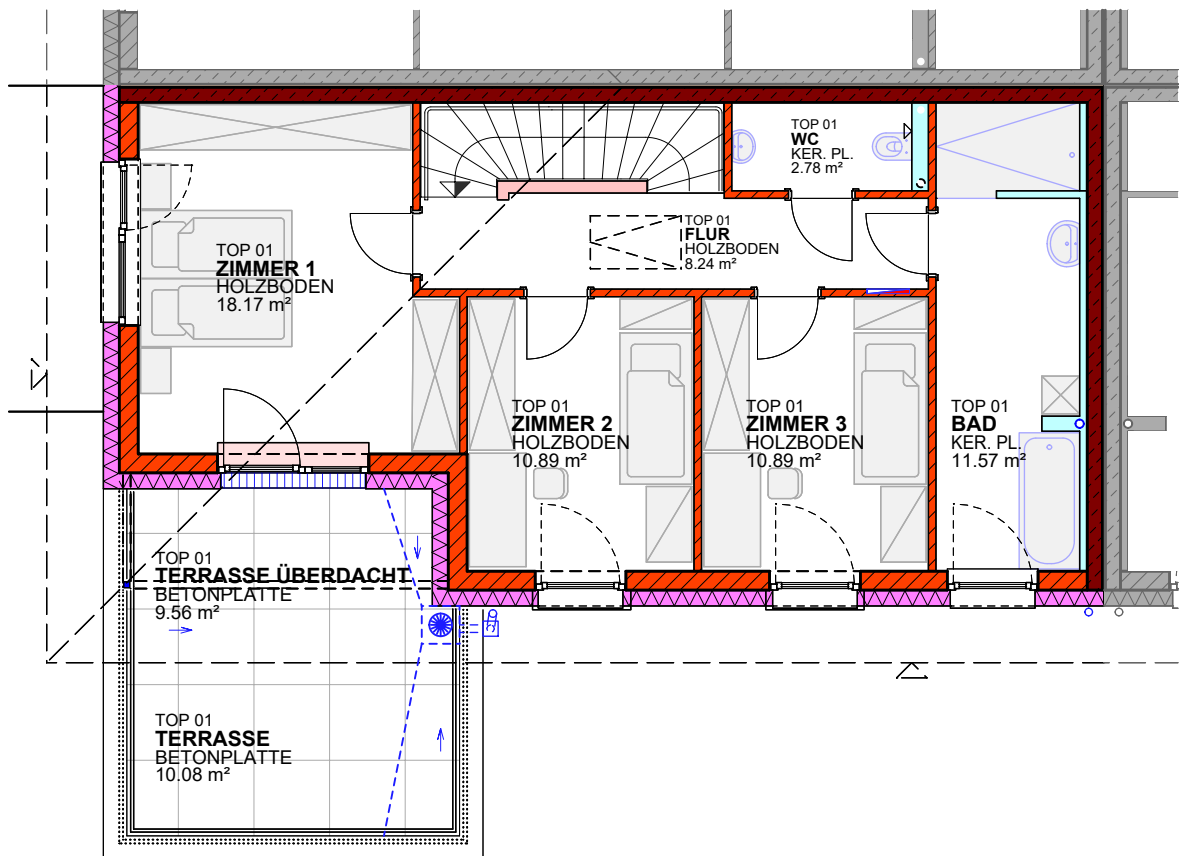 TOP 01
WC
KER. PL.
2.78 m²
TOP 01
FLUR
HOLZBODEN
8.24 m²
TOP 01
ZIMMER 1
HOLZBODEN
18.17 m²
TOP 01
ZIMMER 2
HOLZBODEN
10.89 m²
TOP 01
ZIMMER 3
HOLZBODEN
10.89 m²
TOP 01
BAD
KER. PL.
11.57 m²
TOP 01
TERRASSE ÜBERDACHT
BETONPLATTE
9.56 m²
TOP 01
TERRASSE
BETONPLATTE
10.08 m²